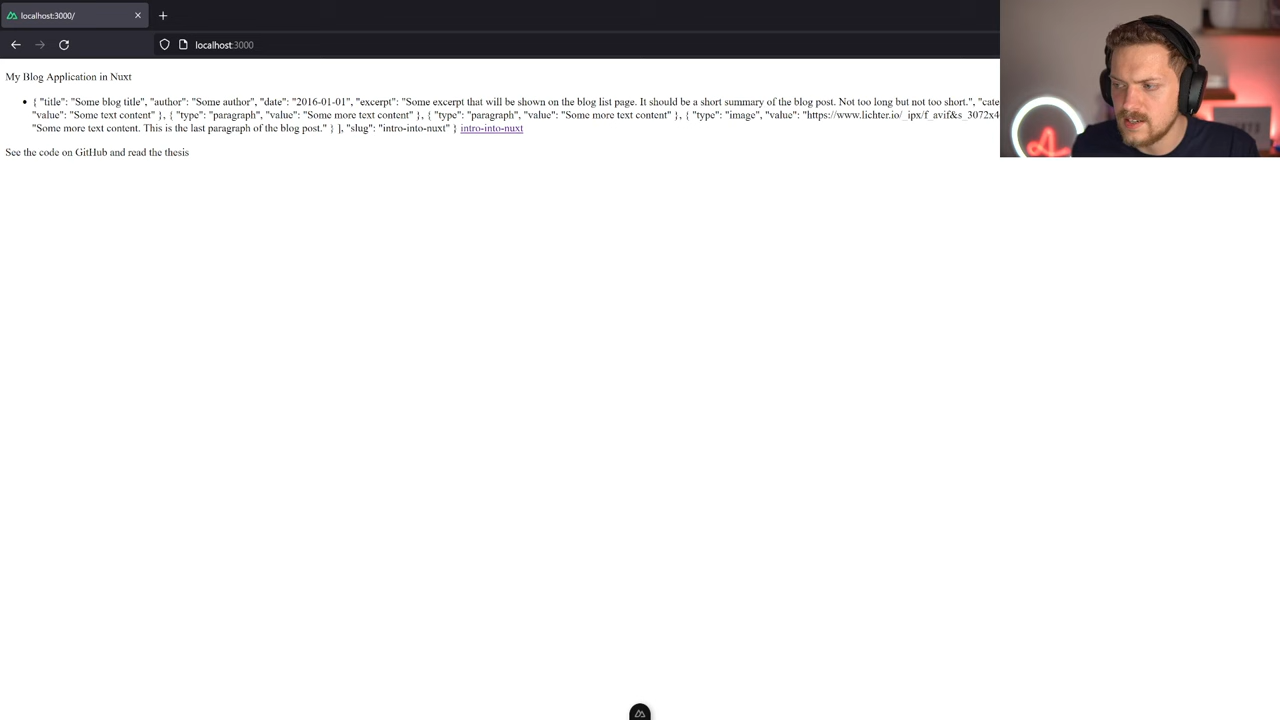 localhost:3000/
localhost:3000
My Blog Application in Nuxt
{ "title": "Some blog title", "author": "Some author", "date": "2016-01-01", "excerpt": "Some excerpt that will be shown on the blog list page. It should be a short summary of the blog post. Not too long but not too short.", "cate
"value": "Some text content" }, { "type": "paragraph", "value": "Some more text content" }, { "type": "paragraph", "value": "Some more text content" }, { "type": "image", "value": "https://www.lichter.io/_ipx/f_avif&s_3072x4
"Some more text content. This is the last paragraph of the blog post." } ], "slug": "intro-into-nuxt" } intro-into-nuxt
See the code on GitHub and read the thesis